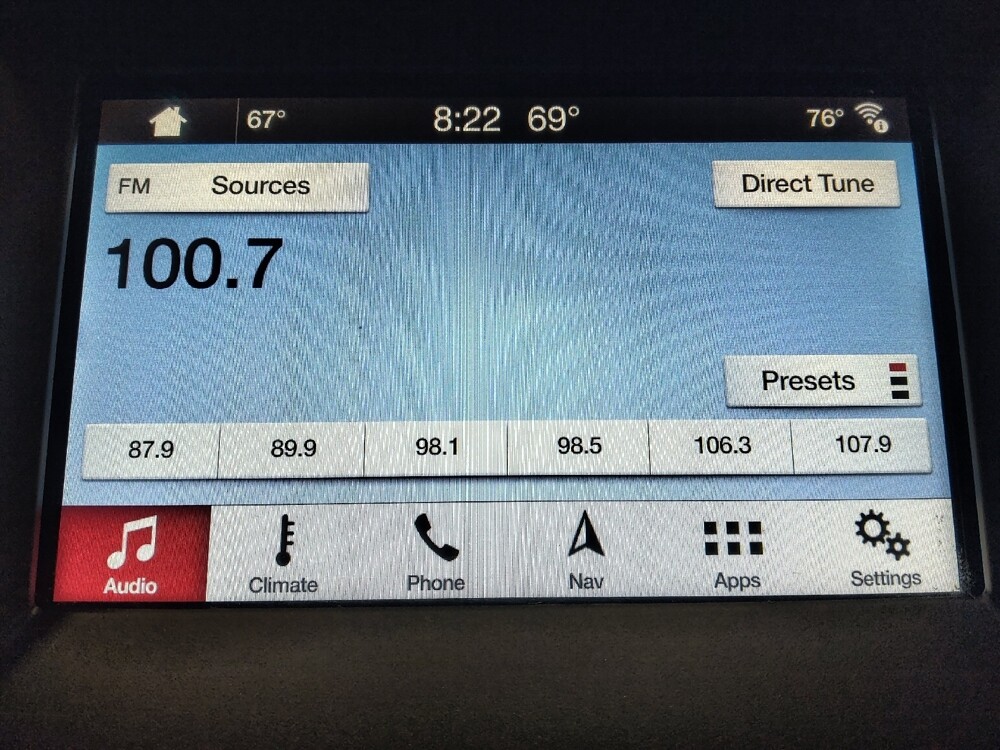 67° 8:22 69° 76°
FM Sources Direct Tune
100.7
Presets
87.9 89.9 98.1 98.5 106.3 107.9
Audio Climate Phone Nav Apps Settings